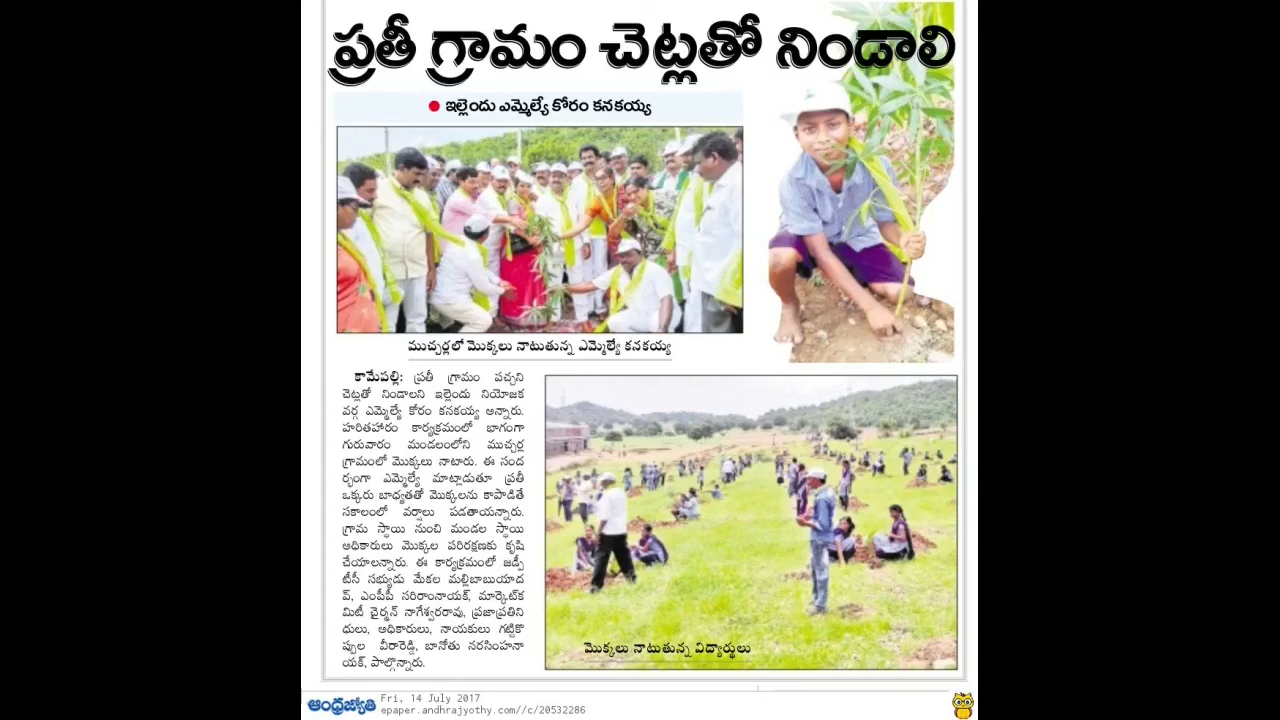 ప్రతీ గ్రామం చెట్లతో నిండాలి
● ఇల్లెందు ఎమ్మెల్యే కోరం కనకయ్య
ముచ్చర్లలో మొక్కలు నాటుతున్న ఎమ్మెల్యే కనకయ్య
కామేపల్లి: ప్రతీ గ్రామం పచ్చని
చెట్లతో నిండాలని ఇల్లెందు నియోజక
వర్గ ఎమ్మెల్యే కోరం కనకయ్య అన్నారు.
హరితహారం కార్యక్రమంలో భాగంగా
గురువారం మండలంలోని ముచ్చర్ల
గ్రామంలో మొక్కలు నాటారు. ఈ సంద
ర్భంగా ఎమ్మెల్యే మాట్లాడుతూ ప్రతీ
ఒక్కరు బాధ్యతతో మొక్కలను కాపాడితే
సకాలంలో వర్షాలు పడతాయన్నారు.
గ్రామ స్థాయి నుంచి మండల స్థాయి
అధికారులు మొక్కల పరిరక్షణకు కృషి
చేయాలన్నారు. ఈ కార్యక్రమంలో జడ్పీ
టీసీ సభ్యుడు మేకల మల్లిబాబుయాద
వ్, ఎంపీపీ సరిరాంనాయక్, మార్కెట్‌క
మిటీ చైర్మన్ నాగేశ్వరరావు, ప్రజాప్రతిని
ధులు, అధికారులు, నాయకులు గట్టికొ
ప్పుల వీరారెడ్డి, బానోతు నరసింహనా
యక్, పాల్గొన్నారు.
మొక్కలు నాటుతున్న విద్యార్థులు
ఆంధ్రజ్యోతి
Fri, 14 July 2017
epaper.andhrajyothy.com//c/20532286